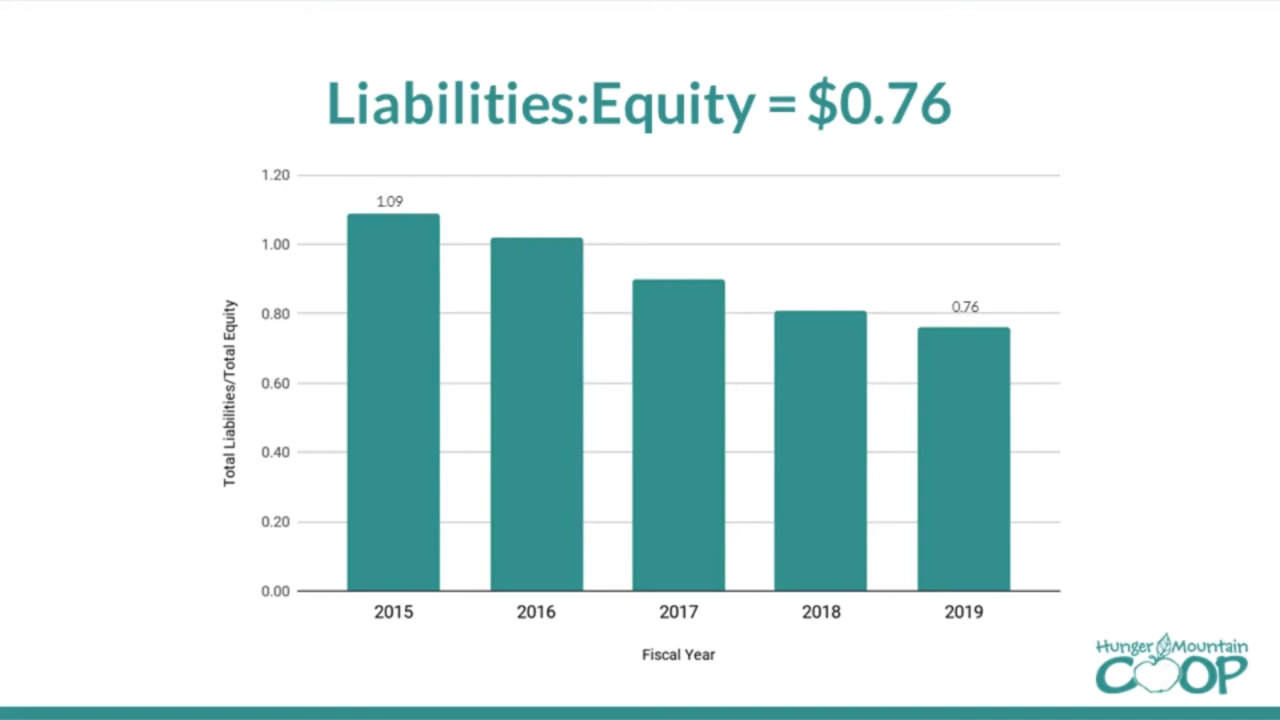 Liabilities:Equity = $0.76
1.20
1.09
1.00
0.80
0.76
0.60
0.40
0.20
0.00
Total Liabilities/Total Equity
2015 2016 2017 2018 2019
Fiscal Year
Hunger Mountain
COOP